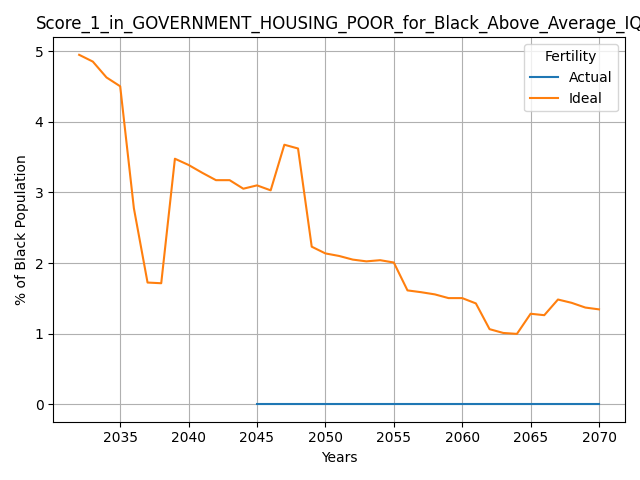 Score_1_in_GOVERNMENT_HOUSING_POOR_for_Black_Above_Average_IQ
Fertility
Actual
Ideal
% of Black Population
5
4
3
2
1
0
2035 2040 2045 2050 2055 2060 2065 2070
Years